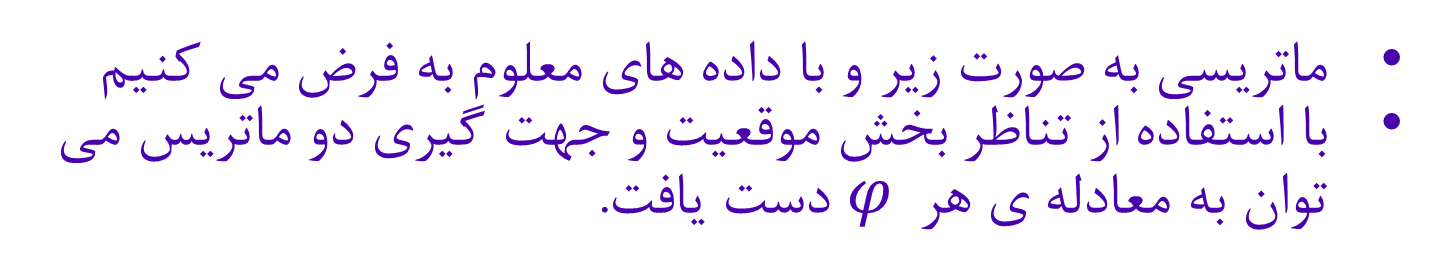 • ماتریسی به صورت زیر و با داده های معلوم به فرض می کنیم
• با استفاده از تناظر بخش موقعیت و جهت گیری دو ماتریس می
توان به معادله ی هر φ دست یافت.